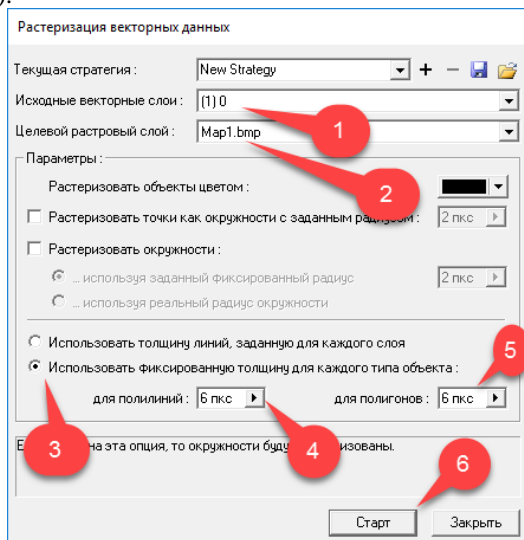 ).
Растеризация векторных данных
Текущая стратегия : New Strategy
Исходные векторные слои : (1) 0
1
Целевой растровый слой : Map1.bmp
2
Параметры :
Растеризовать объекты цветом :
Растеризовать точки как окружности с заданным радиусом : 2 пкс
Растеризовать окружности :
... используя заданный фиксированный радиус 2 пкс
... используя реальный радиус окружности
Использовать толщину линий, заданную для каждого слоя
5
Использовать фиксированную толщину для каждого типа объекта :
для полилиний : 6 пкс для полигонов : 6 пкс
3 4
на эта опция, то окружности
6
Старт Закрыть